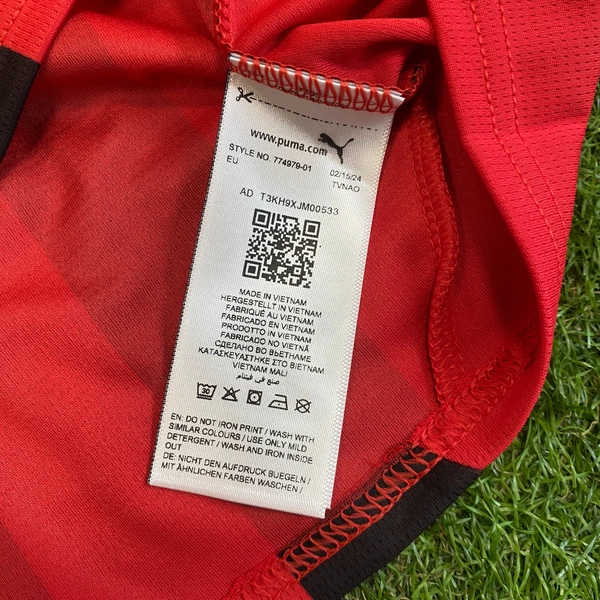 www.puma.com
STYLE NO. 774979-01 02/15/24
EU TVNAO
AD T3KH9XJM00533
MADE IN VIETNAM
HERGESTELLT IN VIETNAM
FABRIQUÉ AU VIETNAM
FABRICADO EN VIETNAM
PRODOTTO IN VIETNAM
FABRICADO NO VIETNÃ
СДЕЛАНО ВО ВЬЕТНАМЕ
ΚΑΤΑΣΚΕΥΑΣΤΗΚΕ ΣΤΟ ΒΙΕΤΝΑΜ
VIETNAM MALI
صنع في فيتنام
30
EN: DO NOT IRON PRINT / WASH WITH
SIMILAR COLOURS / USE ONLY MILD
DETERGENT / WASH AND IRON INSIDE
OUT
DE: NICHT DEN AUFDRUCK BUEGELN /
MIT ÄHNLICHEN FARBEN WASCHEN /